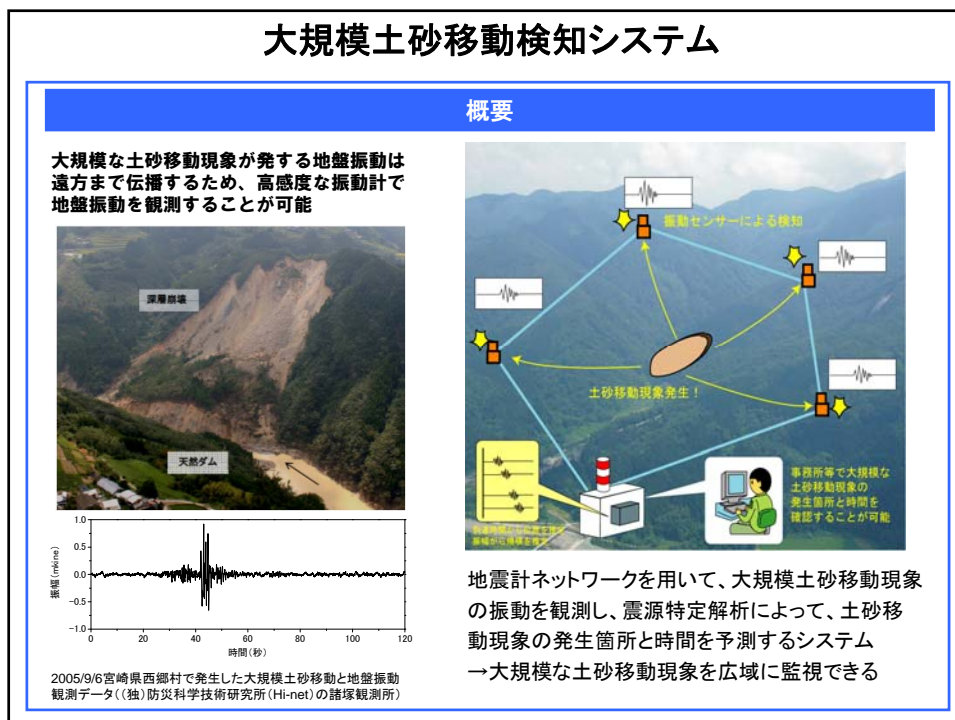 大規模土砂移動検知システム
概要
大規模な土砂移動現象が発する地盤振動は
遠方まで伝播するため、高感度な振動計で
地盤振動を観測することが可能
深層崩壊
天然ダム
1.0
0.5
0.0
−0.5
−1.0
振幅(mkine)
0 20 40 60 80 100 120
時間(秒)
2005/9/6宮崎県西郷村で発生した大規模土砂移動と地盤振動
観測データ((独)防災科学技術研究所(Hi-net)の諸塚観測所)
振動センサーによる検知
土砂移動現象発生！
事務所等で大規模な
土砂移動現象の
発生箇所と時間を
確認することが可能
地震計ネットワークを用いて、大規模土砂移動現象
の振動を観測し、震源特定解析によって、土砂移
動現象の発生箇所と時間を予測するシステム
→大規模な土砂移動現象を広域に監視できる